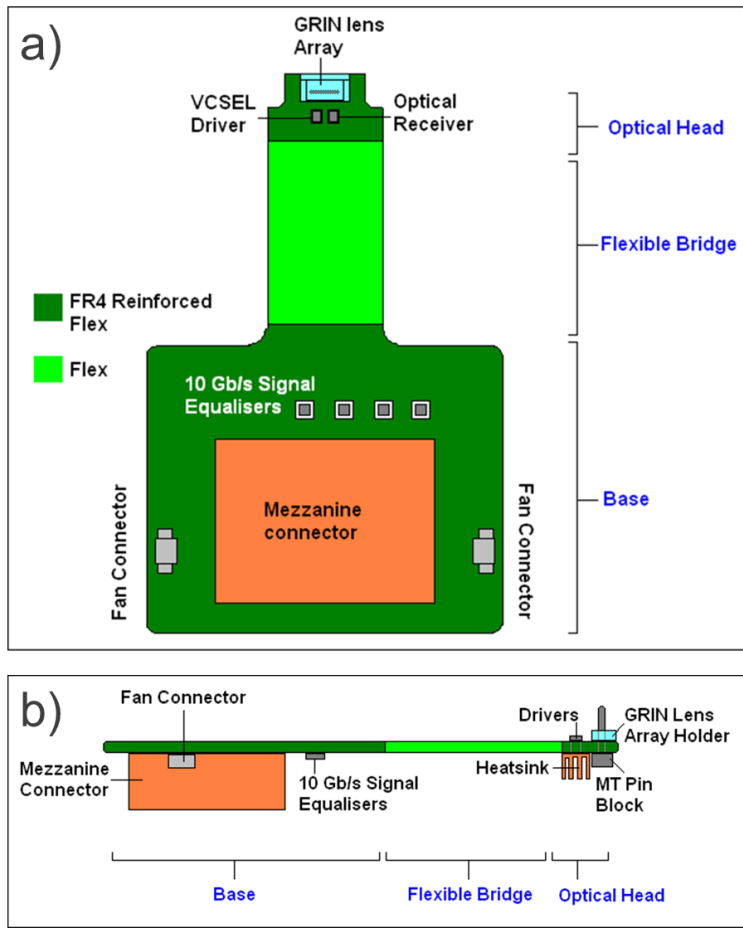 a)
GRIN lens
Array
VCSEL
Driver
Optical
Receiver
Optical Head
Flexible Bridge
FR4 Reinforced
Flex
Flex
10 Gb/s Signal
Equalisers
Mezzanine
connector
Fan Connector
Fan Connector
Base
b)
Fan Connector
Mezzanine
Connector
10 Gb/s Signal
Equalisers
Drivers
GRIN Lens
Array Holder
Heatsink
MT Pin
Block
Base
Flexible Bridge
Optical Head